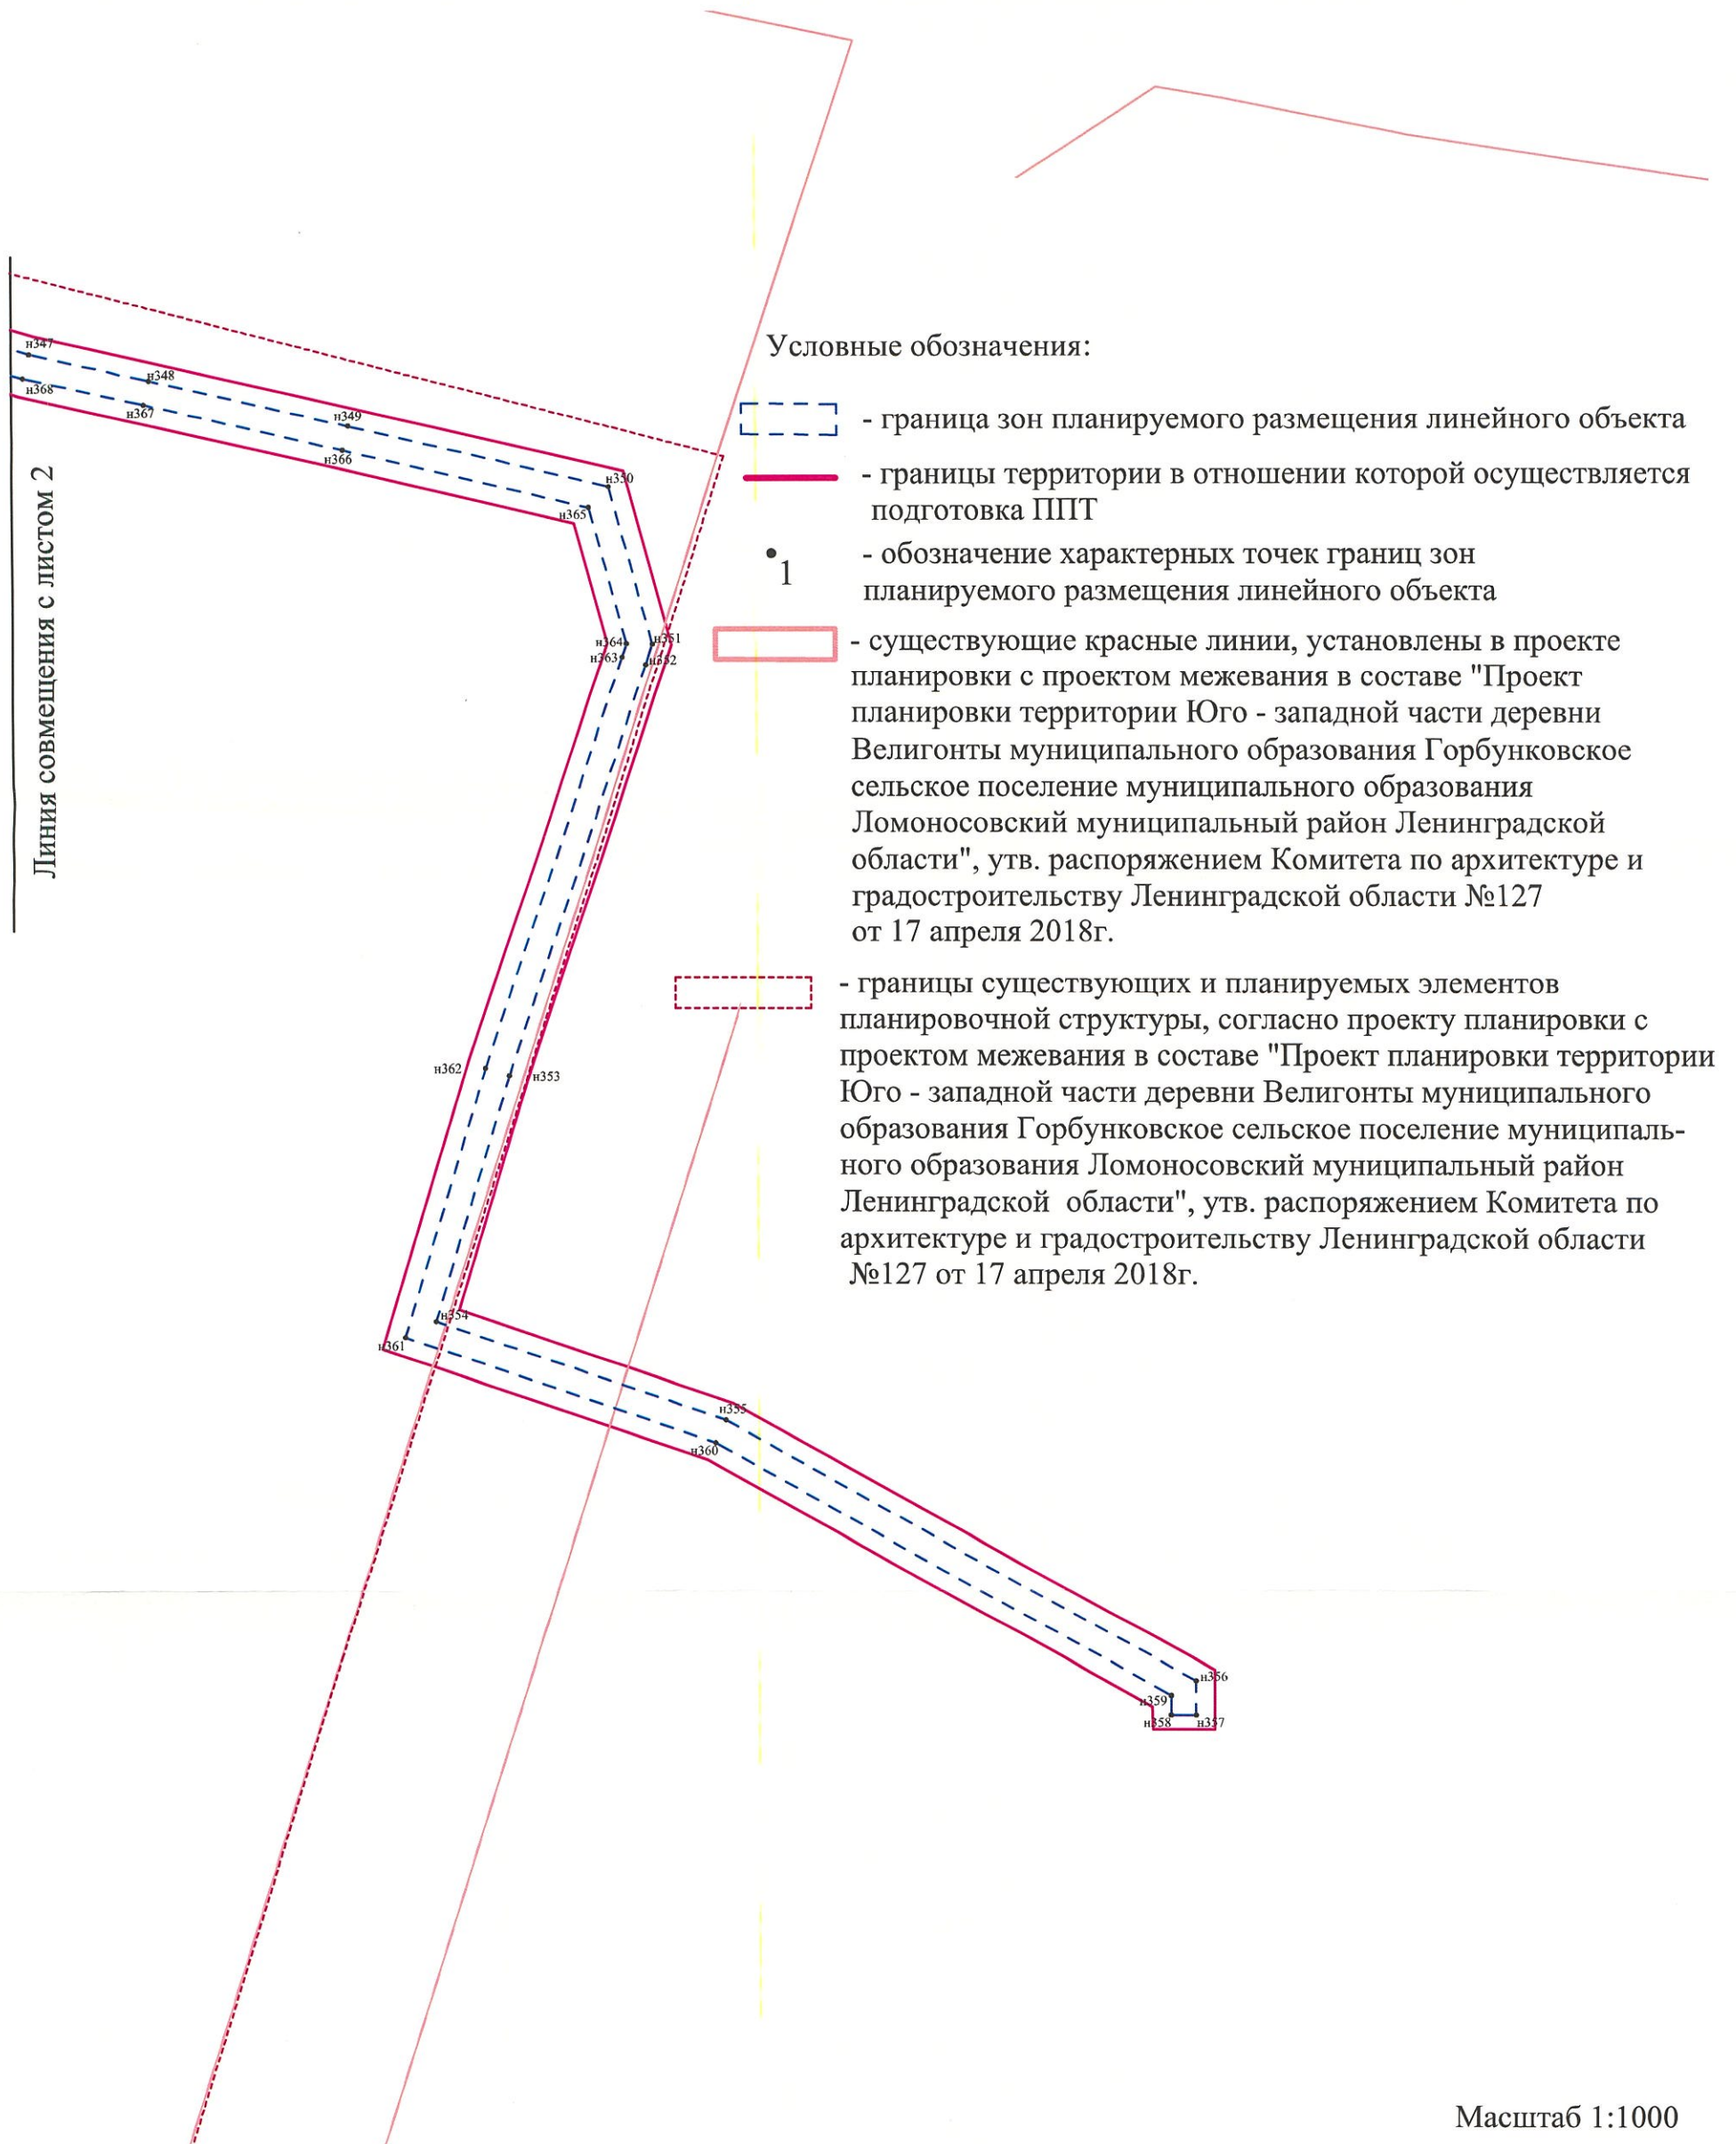 Условные обозначения:
- граница зон планируемого размещения линейного объекта
- границы территории в отношении которой осуществляется
подготовка ППТ
1
- обозначение характерных точек границ зон
планируемого размещения линейного объекта
- существующие красные линии, установлены в проекте
планировки с проектом межевания в составе "Проект
планировки территории Юго - западной части деревни
Велигонты муниципального образования Горбунковское
сельское поселение муниципального образования
Ломоносовский муниципальный район Ленинградской
области", утв. распоряжением Комитета по архитектуре и
градостроительству Ленинградской области №127
от 17 апреля 2018г.
- границы существующих и планируемых элементов
планировочной структуры, согласно проекту планировки с
проектом межевания в составе "Проект планировки территории
Юго - западной части деревни Велигонты муниципального
образования Горбунковское сельское поселение муниципаль-
ного образования Ломоносовский муниципальный район
Ленинградской области", утв. распоряжением Комитета по
архитектуре и градостроительству Ленинградской области
№127 от 17 апреля 2018г.
Линия совмещения с листом 2
н347
н348
н368
н367
н349
н366
н350
н365
н364
н351
н363
н352
н362
н353
н354
н361
н355
н360
н356
н359
н358
н357
Масштаб 1:1000